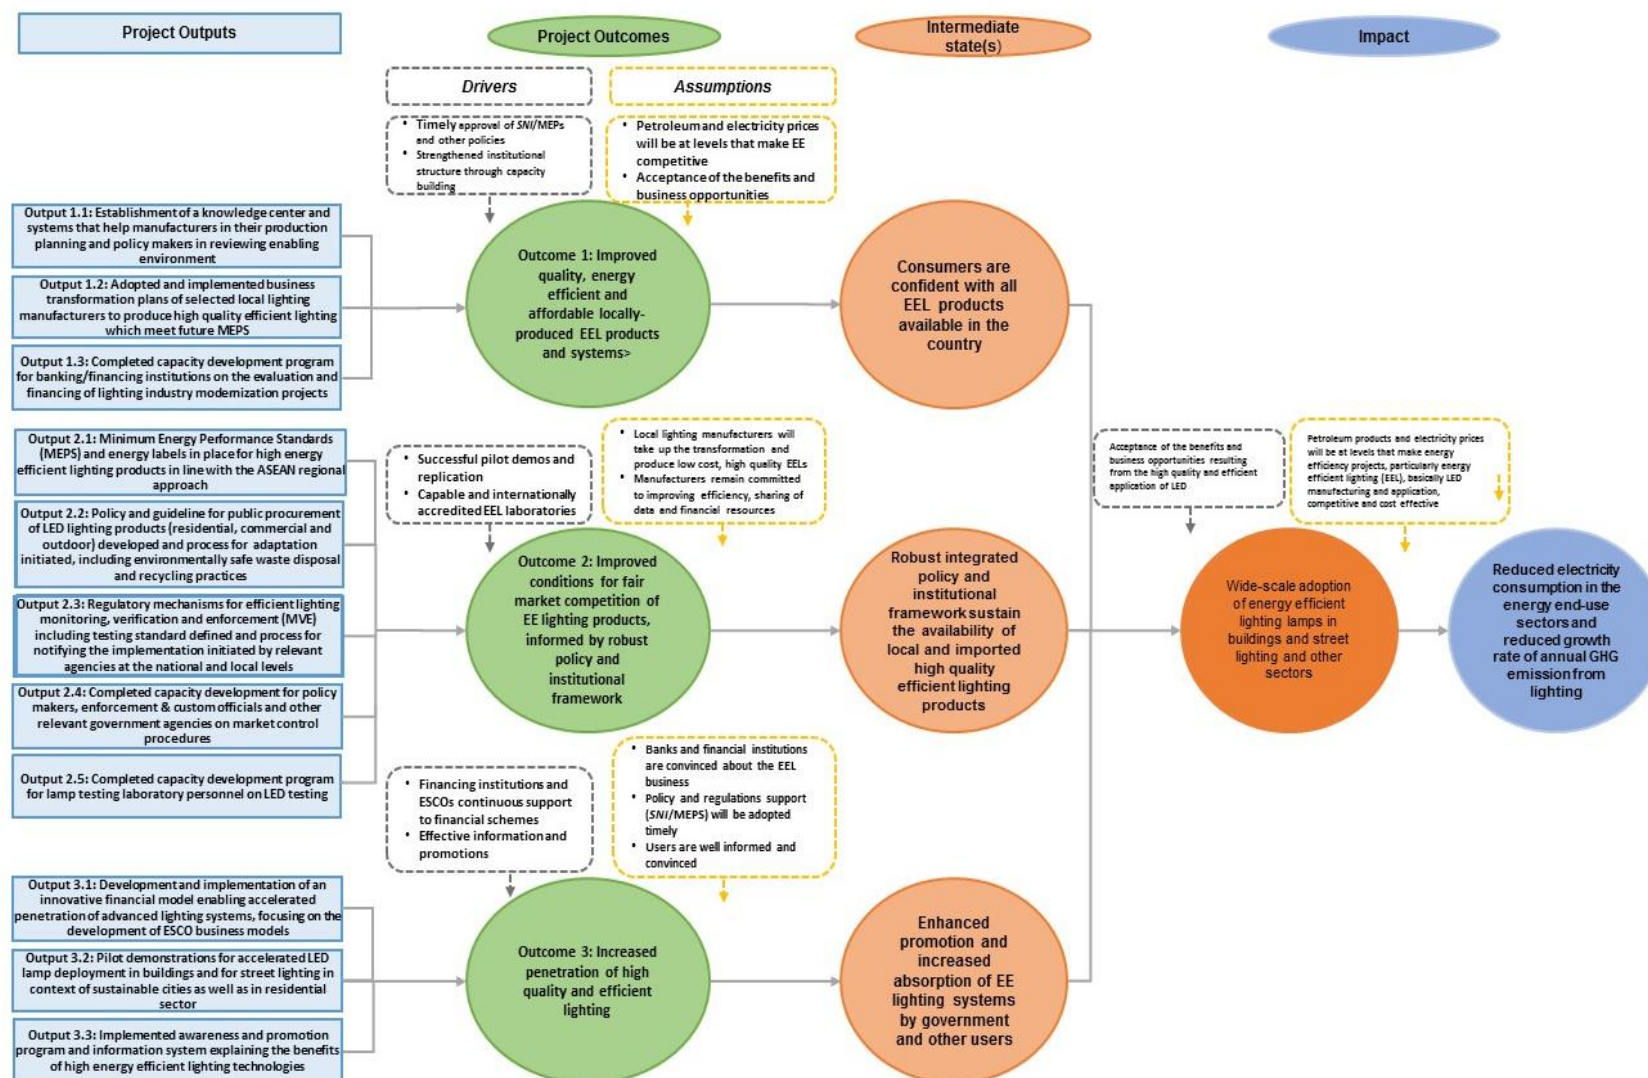 Project Outputs
Project Outcomes
Intermediate
state(s)
Impact
Drivers
Assumptions
• Timely approval of SNI/MEPs
and other policies
• Strengthened institutional
structure through capacity
building
• Petroleum and electricity prices
will be at levels that make EE
competitive
• Acceptance of the benefits and
business opportunities
Output 1.1: Establishment of a knowledge center and
systems that help manufacturers in their production
planning and policy makers in reviewing enabling
environment
Output 1.2: Adopted and implemented business
transformation plans of selected local lighting
manufacturers to produce high quality efficient lighting
which meet future MEPS
Output 1.3: Completed capacity development program
for banking/financing institutions on the evaluation and
financing of lighting industry modernization projects
Outcome 1: Improved
quality, energy
efficient and
affordable locally-
produced EEL products
and systems>
Consumers are
confident with all
EEL products
available in the
country
Output 2.1: Minimum Energy Performance Standards
(MEPS) and energy labels in place for high energy
efficient lighting products in line with the ASEAN regional
approach
Output 2.2: Policy and guideline for public procurement
of LED lighting products (residential, commercial and
outdoor) developed and process for adaptation
initiated, including environmentally safe waste disposal
and recycling practices
Output 2.3: Regulatory mechanisms for efficient lighting
monitoring, verification and enforcement (MVE)
including testing standard defined and process for
notifying the implementation initiated by relevant
agencies at the national and local levels
Output 2.4: Completed capacity development for policy
makers, enforcement & custom officials and other
relevant government agencies on market control
procedures
Output 2.5: Completed capacity development program
for lamp testing laboratory personnel on LED testing
• Successful pilot demos and
replication
• Capable and internationally
accredited EEL laboratories
• Local lighting manufacturers will
take up the transformation and
produce low cost, high quality EELs
• Manufacturers remain committed
to improving efficiency, sharing of
data and financial resources
Outcome 2: Improved
conditions for fair
market competition of
EE lighting products,
informed by robust
policy and
institutional
framework
Robust integrated
policy and
institutional
framework sustain
the availability of
local and imported
high quality
efficient lighting
products
Acceptance of the benefits and
business opportunities resulting
from the high quality and efficient
application of LED
Petroleum products and electricity prices
will be at levels that make energy
efficiency projects, particularly energy
efficient lighting (EEL), basically LED
manufacturing and application,
competitive and cost effective
Wide-scale adoption
of energy efficient
lighting lamps in
buildings and street
lighting and other
sectors
Reduced electricity
consumption in the
energy end-use
sectors and
reduced growth
rate of annual GHG
emission from
lighting
• Financing institutions and
ESCOs continuous support
to financial schemes
• Effective information and
promotions
• Banks and financial institutions
are convinced about the EEL
business
• Policy and regulations support
(SNI/MEPS) will be adopted
timely
• Users are well informed and
convinced
Output 3.1: Development and implementation of an
innovative financial model enabling accelerated
penetration of advanced lighting systems, focusing on the
development of ESCO business models
Output 3.2: Pilot demonstrations for accelerated LED
lamp deployment in buildings and for street lighting in
context of sustainable cities as well as in residential
sector
Output 3.3: Implemented awareness and promotion
program and information system explaining the benefits
of high energy efficient lighting technologies
Outcome 3: Increased
penetration of high
quality and efficient
lighting
Enhanced
promotion and
increased
absorption of EE
lighting systems
by government
and other users